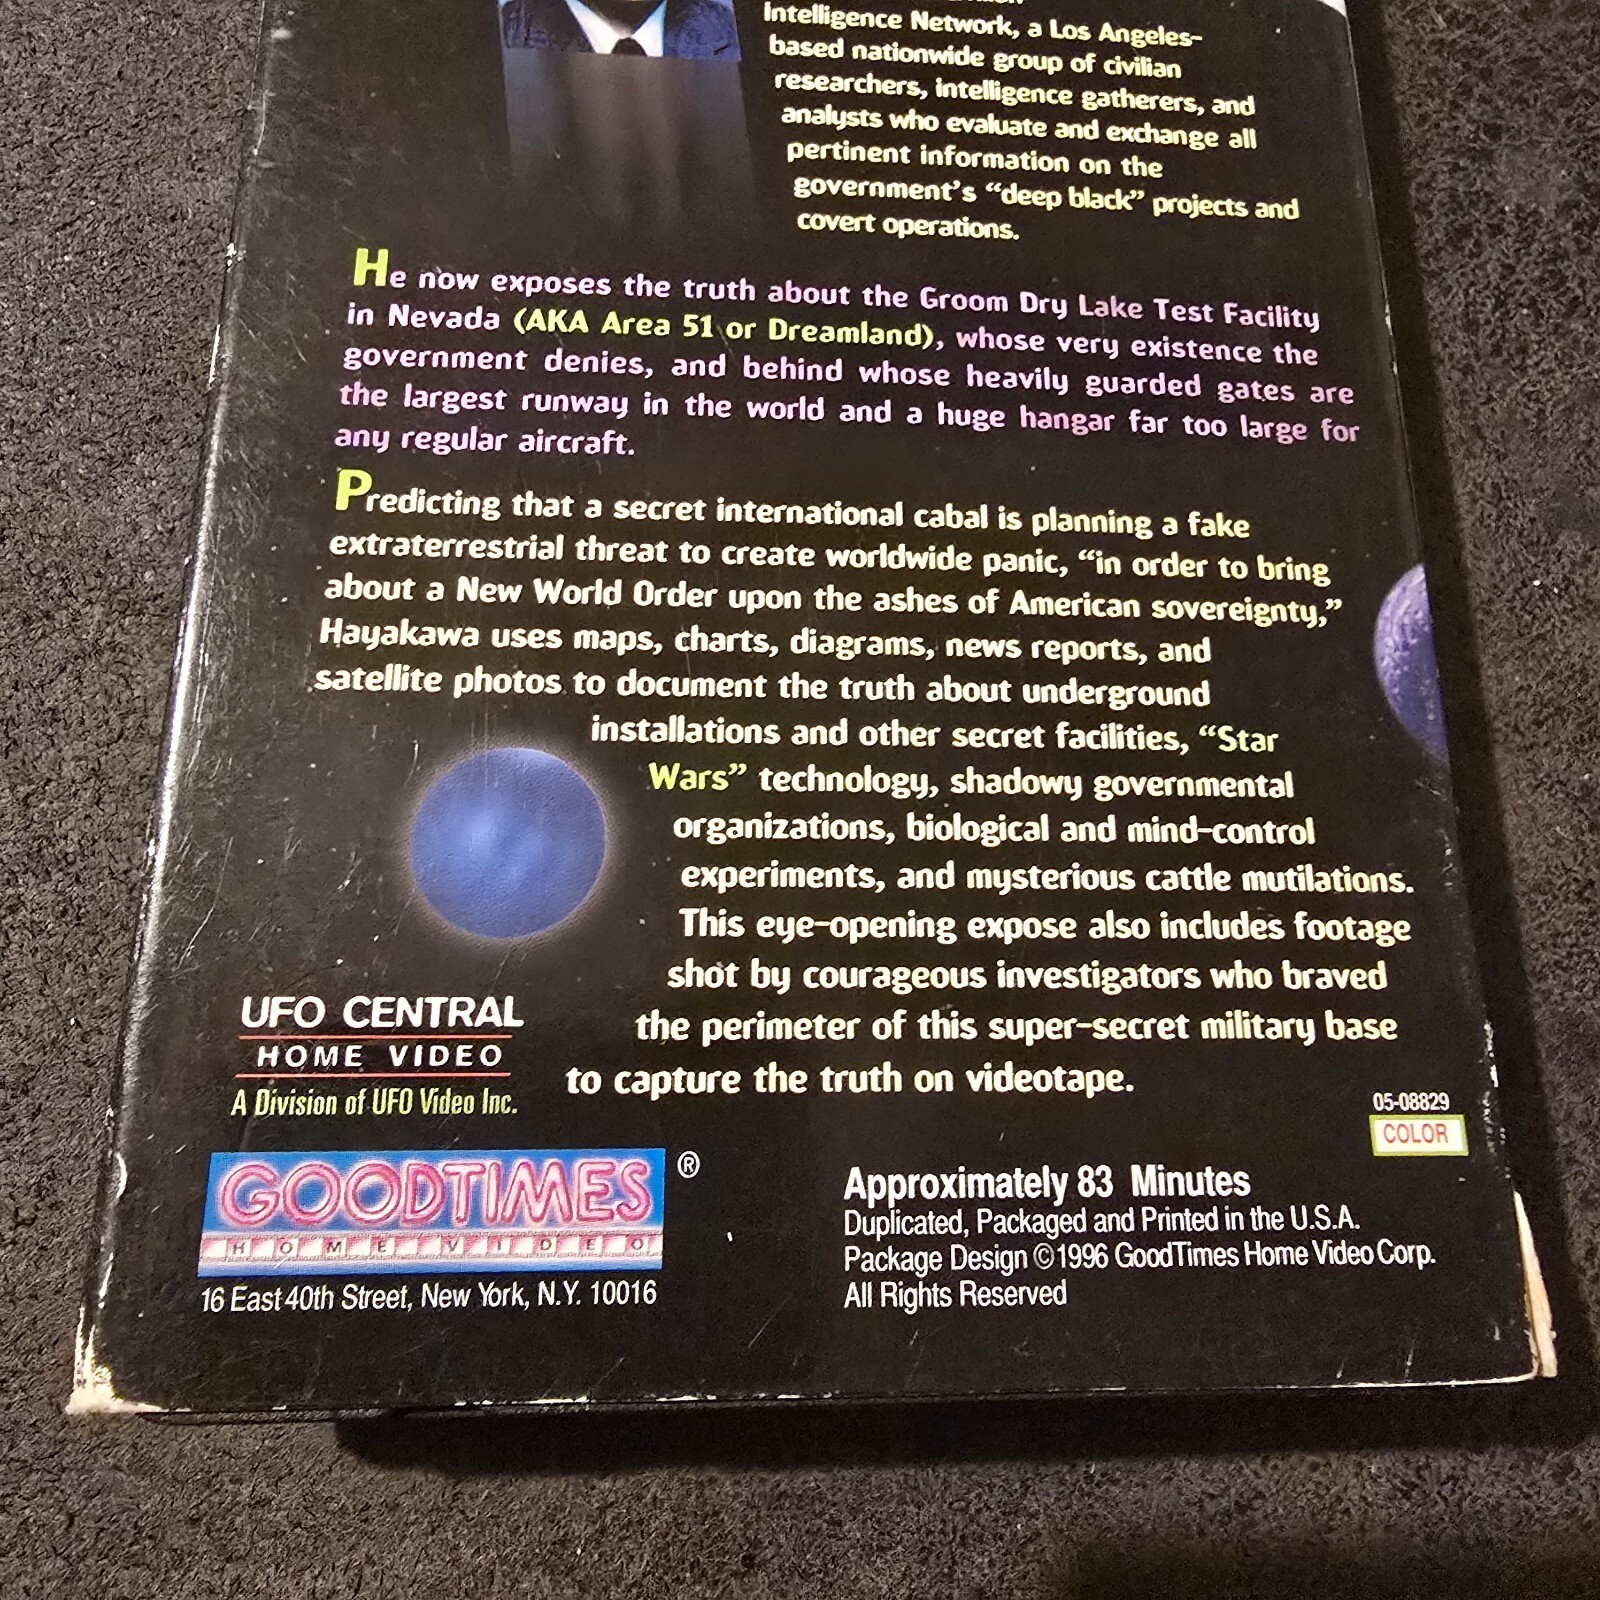 Intelligence Network, a Los Angeles-
based nationwide group of civilian
researchers, intelligence gatherers, and
analysts who evaluate and exchange all
pertinent information on the
government's “deep black” projects and
covert operations.
He now exposes the truth about the Groom Dry Lake Test Facility
in Nevada (AKA Area 51 or Dreamland), whose very existence the
government denies, and behind whose heavily guarded gates are
the largest runway in the world and a huge hangar far too large for
any regular aircraft.
Predicting that a secret international cabal is planning a fake
extraterrestrial threat to create worldwide panic, “in order to bring
about a New World Order upon the ashes of American sovereignty,”
Hayakawa uses maps, charts, diagrams, news reports, and
satellite photos to document the truth about underground
installations and other secret facilities, “Star
Wars” technology, shadowy governmental
organizations, biological and mind-control
experiments, and mysterious cattle mutilations.
This eye-opening expose also includes footage
shot by courageous investigators who braved
the perimeter of this super-secret military base
to capture the truth on videotape.
UFO CENTRAL
HOME VIDEO
A Division of UFO Video Inc.
05-08829
COLOR
GOODTIMES ®
HOME VIDEO
16 East 40th Street, New York, N.Y. 10016
Approximately 83 Minutes
Duplicated, Packaged and Printed in the U.S.A.
Package Design ©1996 GoodTimes Home Video Corp.
All Rights Reserved